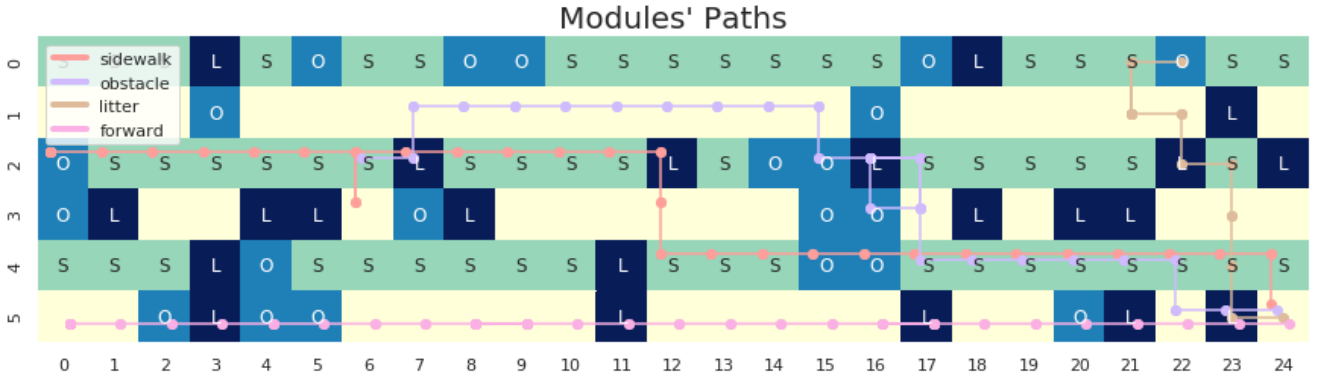 Modules' Paths
0 S S S L S O S S O O S S S S S S S O L S S S O S S
sidewalk
obstacle
litter
forward
1 O O L
2 O S S S S S S L S S S S L S O O L S S S S S L S L
3 O L L L O L O O L L L
4 S S S L O S S S S S S L S S S O O S S S S S S S S
5 O L O O L L O L L
0 1 2 3 4 5 6 7 8 9 10 11 12 13 14 15 16 17 18 19 20 21 22 23 24